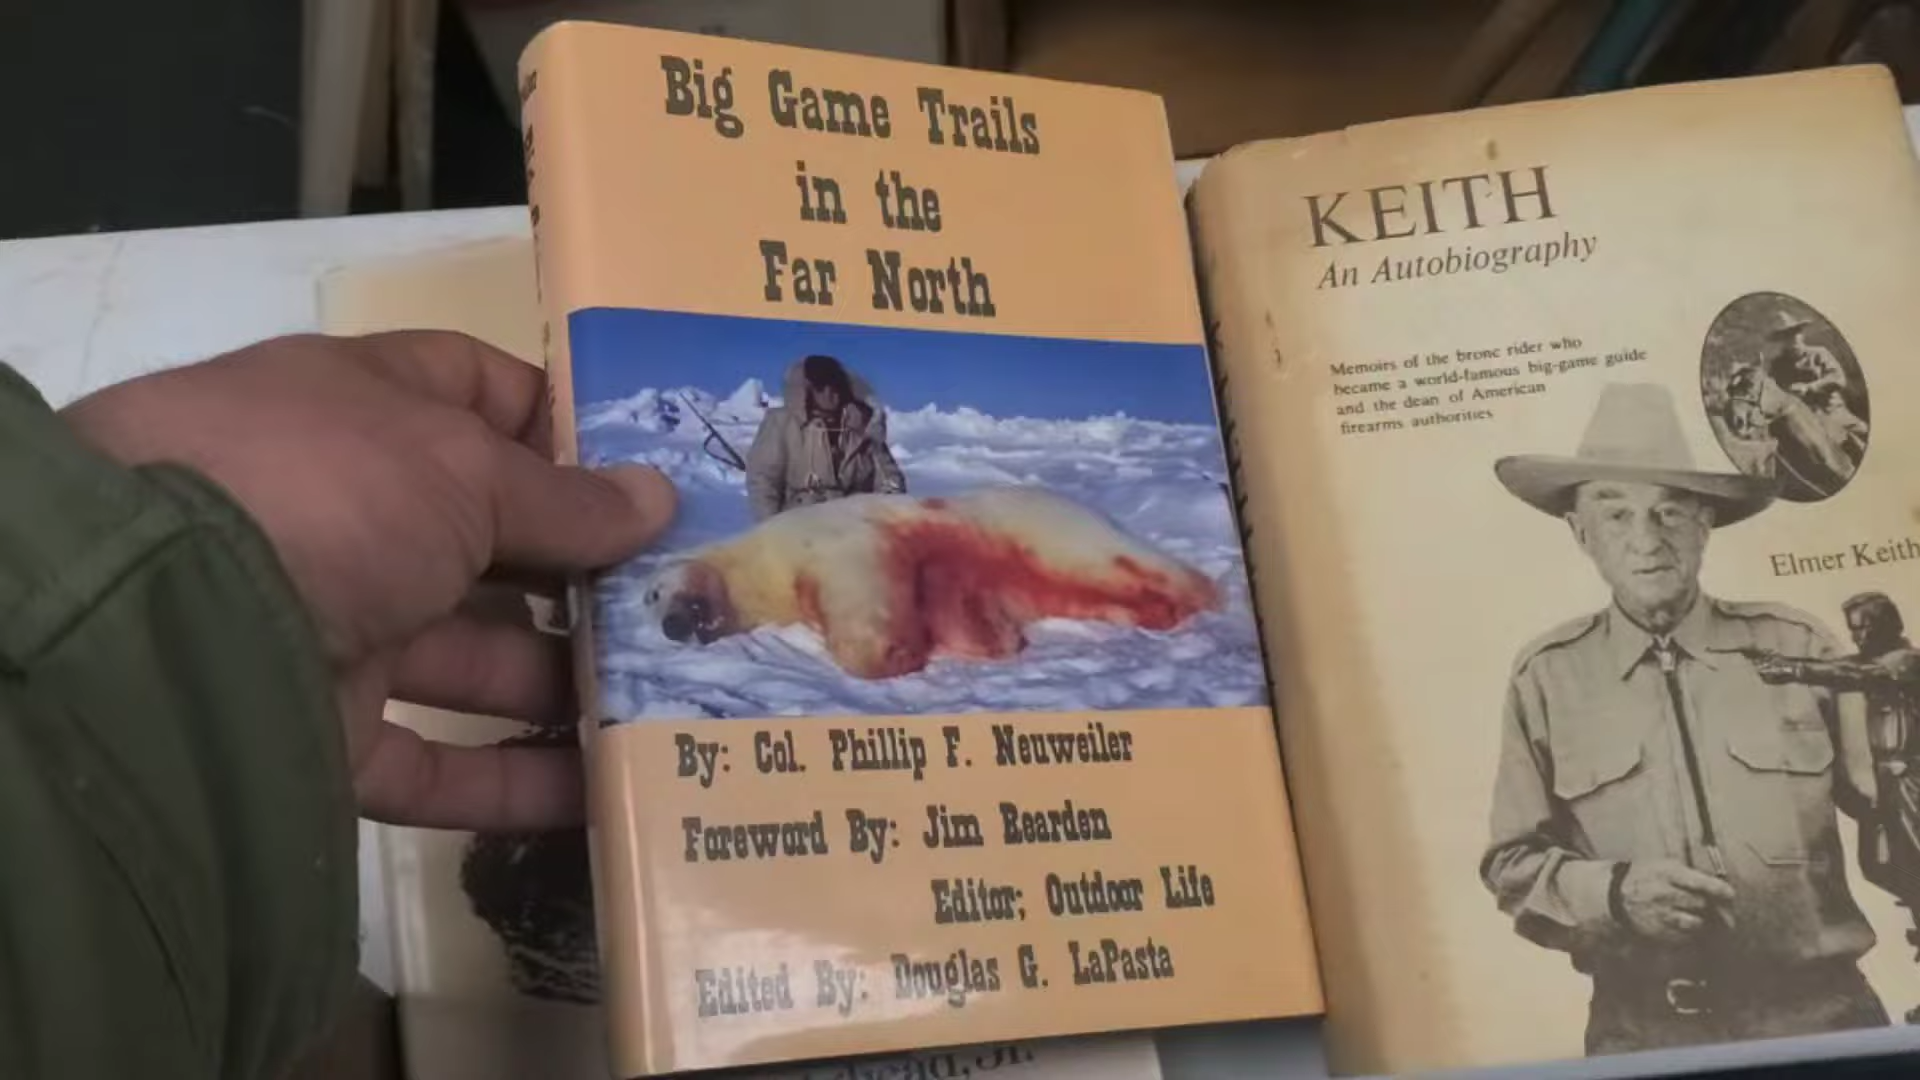 Big Game Trails
in the
Far North
By: Col. Phillip F. Neuweiler
Foreword By: Jim Rearden
Editor; Outdoor Life
Edited By: Douglas G. LaPasta
KEITH
An Autobiography
Memoirs of the bronc rider who
became a world-famous big-game guide
and the dean of American
firearms authorities
Elmer Keith
Jr.